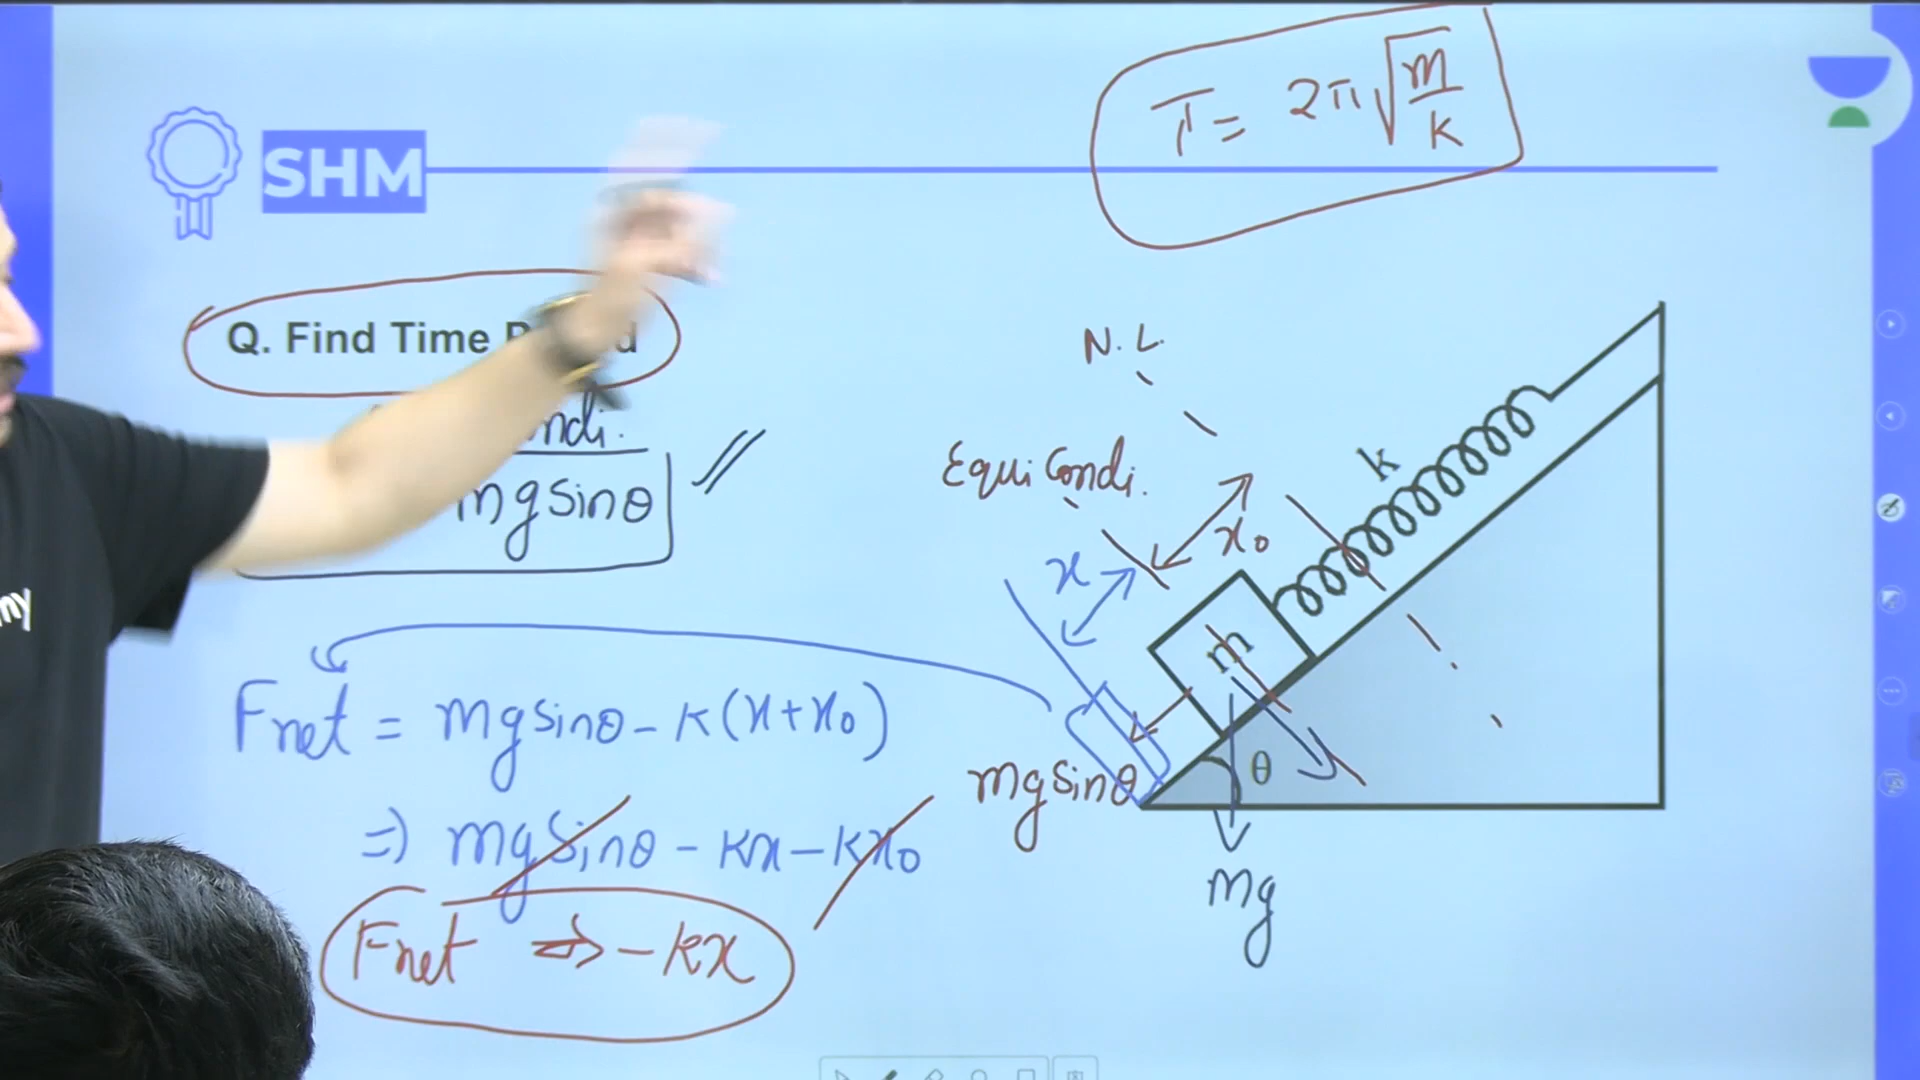 T = 2π√(m/k)
SHM
Q. Find Time
N.L.
ndi.
Equi Condi.
k
mgsinθ
x₀
x
m
Fnet = mgsinθ - k(x+x₀)
mgsinθ
θ
=) mgsinθ - kx - kx₀
mg
Fnet ⇒ -kx